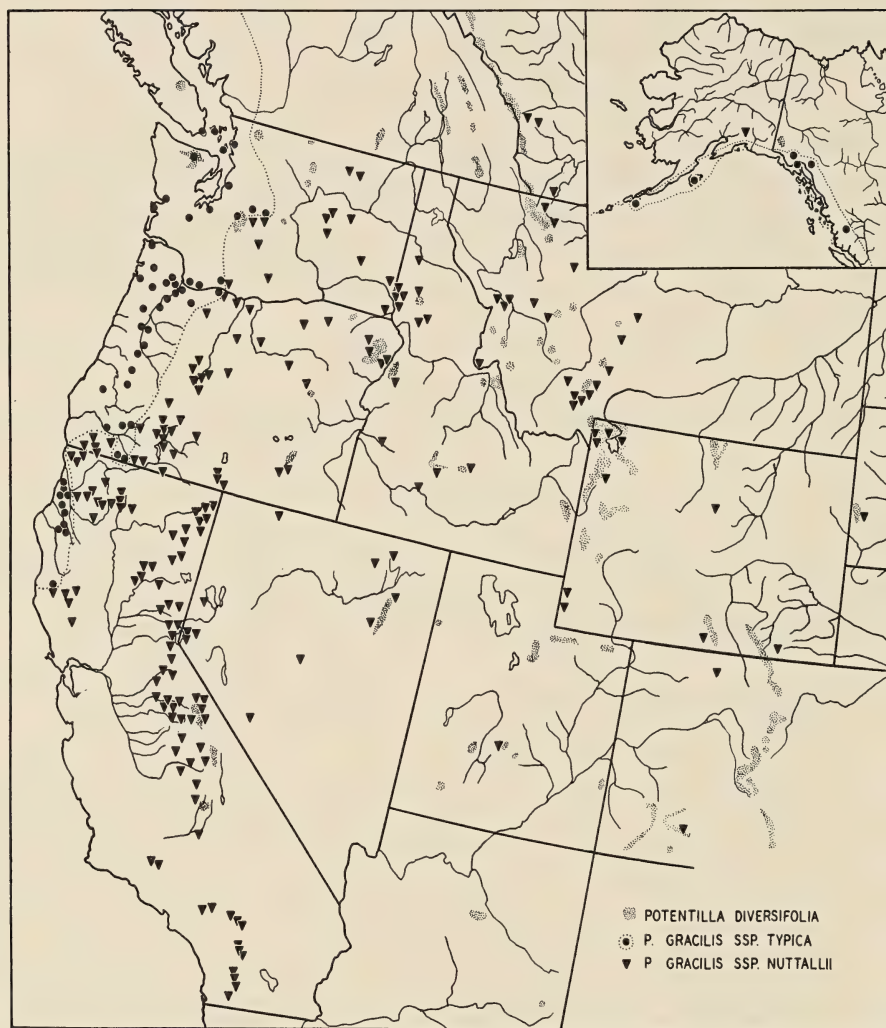 POTENTILLA DIVERSIFOLIA
P. GRACILIS SSP. TYPICA
P GRACILIS SSP. NUTTALLII